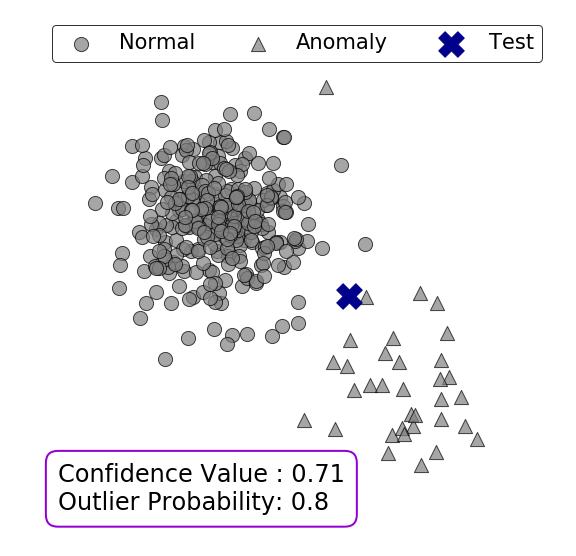 Normal Anomaly Test
Confidence Value : 0.71
Outlier Probability: 0.8